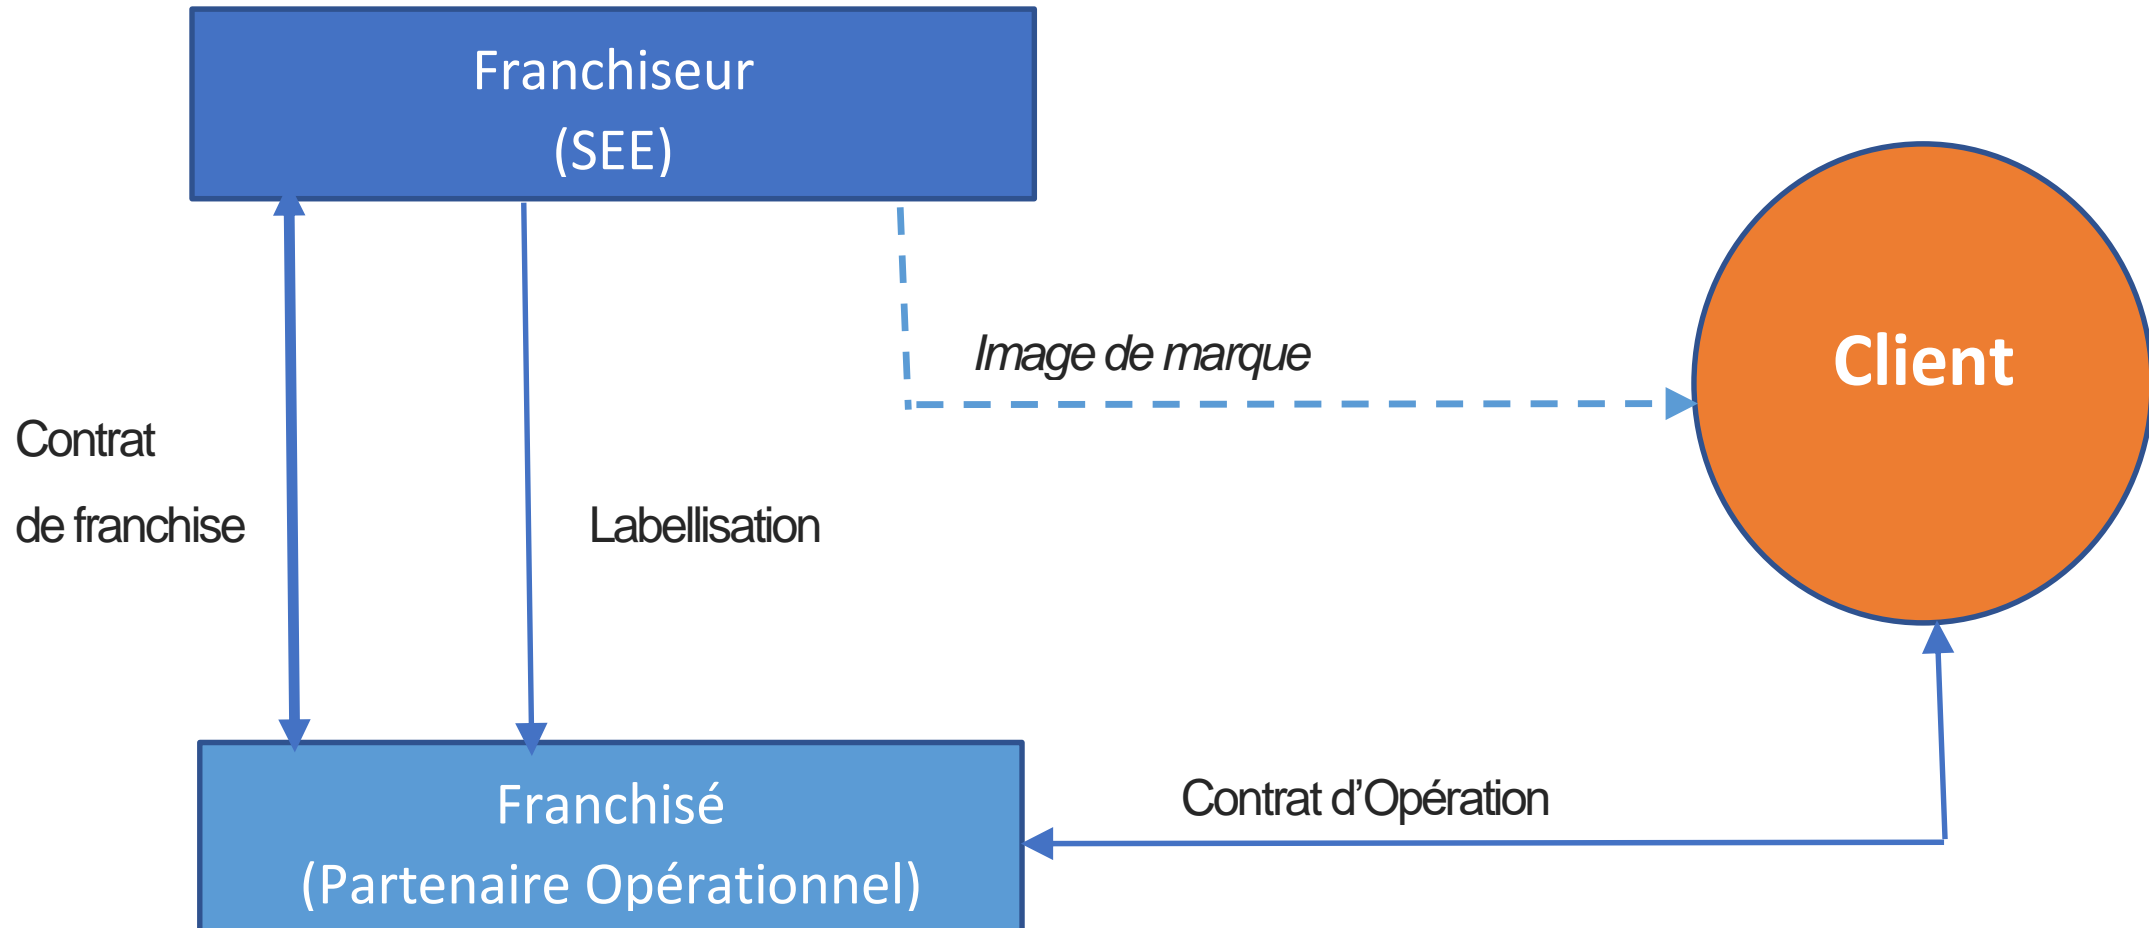 Franchiseur
(SEE)
Image de marque
Client
Contrat
de franchise
Labellisation
Contrat d’Opération
Franchisé
(Partenaire Opérationnel)